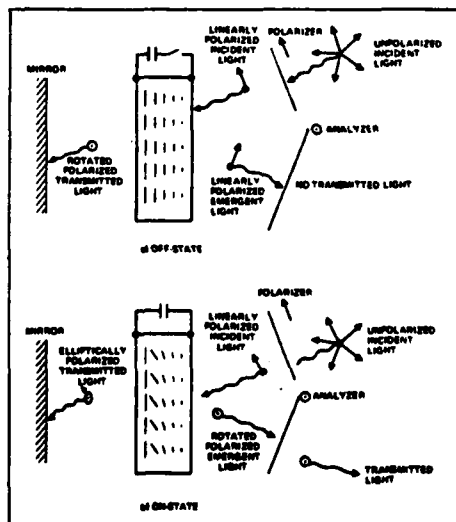 LINEARLY
POLARIZED
INCIDENT
LIGHT
POLARIZER
UNPOLARIZED
INCIDENT
LIGHT
MIRROR
ANALYZER
ROTATED
POLARIZED
TRANSMITTED
LIGHT
LINEARLY
POLARIZED
EMERGENT
LIGHT
NO TRANSMITTED LIGHT
a) OFF-STATE
POLARIZER
MIRROR
LINEARLY
POLARIZED
INCIDENT
LIGHT
UNPOLARIZED
INCIDENT
LIGHT
ELLIPTICALLY
POLARIZED
TRANSMITTED
LIGHT
ANALYZER
ROTATED
POLARIZED
EMERGENT
LIGHT
TRANSMITTED
LIGHT
ON-STATE